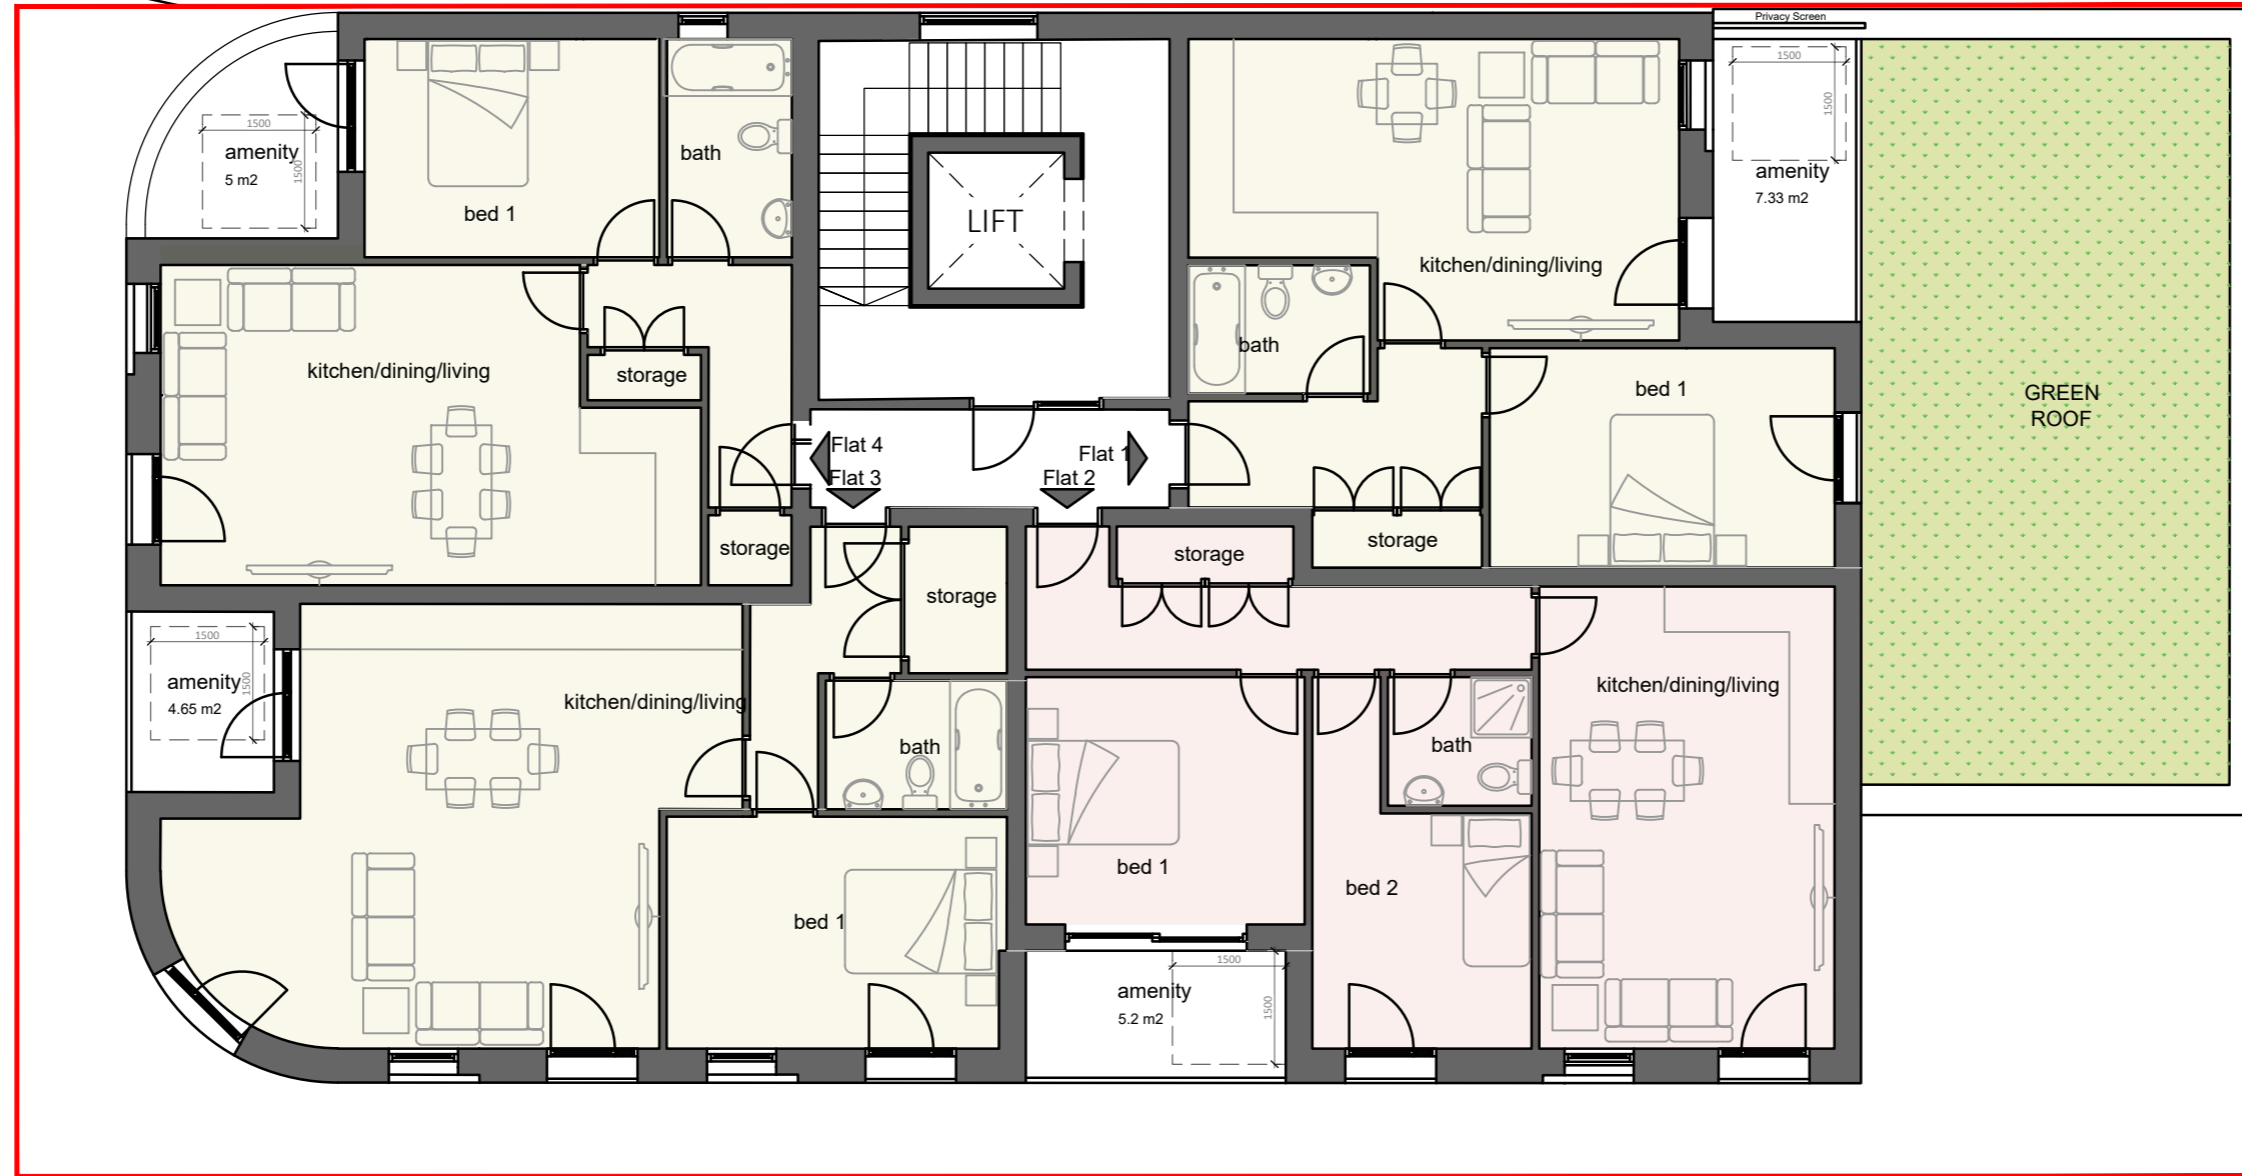 Privacy Screen
1500
1500
amenity
7.33 m2
1500
1500
amenity
5 m2
bed 1
bath
LIFT
kitchen/dining/living
bath
bed 1
GREEN
ROOF
kitchen/dining/living
storage
storage
Flat 4
Flat 3
Flat 1
Flat 2
storage
storage
storage
1500
1500
amenity
4.65 m2
kitchen/dining/living
bath
bed 1
bed 1
bed 2
bath
kitchen/dining/living
1500
1500
amenity
5.2 m2